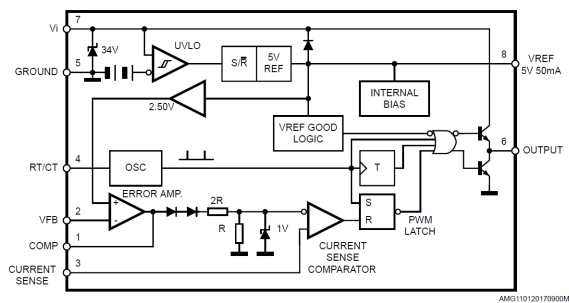 7
Vi
34V
UVLO
S/R̅
5V
REF
8
VREF
5V 50mA
5
GROUND
2.50V
INTERNAL
BIAS
VREF GOOD
LOGIC
6
OUTPUT
4
RT/CT
OSC
T
ERROR AMP.
+
-
2R
R
1V
S
R
PWM
LATCH
2
VFB
1
COMP
3
CURRENT
SENSE
CURRENT
SENSE
COMPARATOR
AMG110120170900M